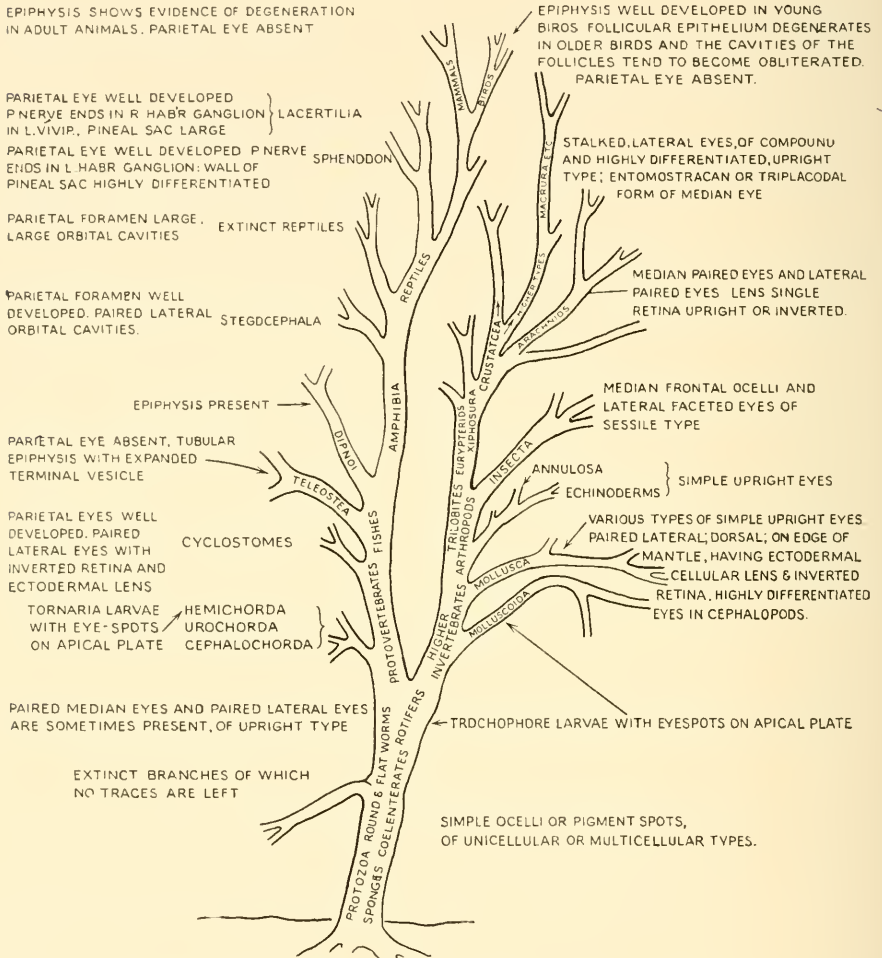 EPIPHYSIS SHOWS EVIDENCE OF DEGENERATION
IN ADULT ANIMALS. PARIETAL EYE ABSENT
EPIPHYSIS WELL DEVELOPED IN YOUNG
BIRDS FOLLICULAR EPITHELIUM DEGENERATES
IN OLDER BIRDS AND THE CAVITIES OF THE
FOLLICLES TEND TO BECOME OBLITERATED.
PARIETAL EYE ABSENT.
MAMMALS
BIRDS
PARIETAL EYE WELL DEVELOPED
P NERVE ENDS IN R HAB'R GANGLION
IN L.VIVIP., PINEAL SAC LARGE
LACERTILIA
PARIETAL EYE WELL DEVELOPED P NERVE
ENDS IN L HABR GANGLION: WALL OF
PINEAL SAC HIGHLY DIFFERENTIATED
SPHENDDON
STALKED, LATERAL EYES, OF COMPOUND
AND HIGHLY DIFFERENTIATED, UPRIGHT
TYPE; ENTOMOSTRACAN OR TRIPLACODAL
FORM OF MEDIAN EYE
MACRURA ETC
PARIETAL FORAMEN LARGE.
LARGE ORBITAL CAVITIES
EXTINCT REPTILES
REPTILES
HIGHER TYPES
ARACHNIDS
CRUSTATCEA
MEDIAN PAIRED EYES AND LATERAL
PAIRED EYES LENS SINGLE
RETINA UPRIGHT OR INVERTED.
PARIETAL FORAMEN WELL
DEVELOPED. PAIRED LATERAL
ORBITAL CAVITIES.
STEGOCEPHALA
AMPHIBIA
EPIPHYSIS PRESENT
DIPNOI
MEDIAN FRONTAL OCELLI AND
LATERAL FACETED EYES OF
SESSILE TYPE
EURYPTERIDS
XIPHOSURA
INSECTA
PARIETAL EYE ABSENT, TUBULAR
EPIPHYSIS WITH EXPANDED
TERMINAL VESICLE
TELEOSTEA
ANNULOSA
ECHINODERMS
SIMPLE UPRIGHT EYES
TRILOBITES
ARTHROPODS
PARIETAL EYES WELL
DEVELOPED. PAIRED
LATERAL EYES WITH
INVERTED RETINA AND
ECTODERMAL LENS
CYCLOSTOMES
FISHES
VARIOUS TYPES OF SIMPLE UPRIGHT EYES
PAIRED LATERAL; DORSAL; ON EDGE OF
MANTLE, HAVING ECTODERMAL
CELLULAR LENS & INVERTED
RETINA, HIGHLY DIFFERENTIATED
EYES IN CEPHALOPODS.
MOLLUSCA
MOLLUSCOIDA
TORNARIA LARVAE
WITH EYE-SPOTS
ON APICAL PLATE
HEMICHORDA
UROCHORDA
CEPHALOCHORDA
PROTOVERTEBRATES
HIGHER
INVERTEBRATES
PAIRED MEDIAN EYES AND PAIRED LATERAL EYES
ARE SOMETIMES PRESENT, OF UPRIGHT TYPE
TROCHOPHORE LARVAE WITH EYESPOTS ON APICAL PLATE
EXTINCT BRANCHES OF WHICH
NO TRACES ARE LEFT
PROTOZOA ROUND & FLAT WORMS
SPONGES COELENTERATES ROTIFERS
SIMPLE OCELLI OR PIGMENT SPOTS,
OF UNICELLULAR OR MULTICELLULAR TYPES.